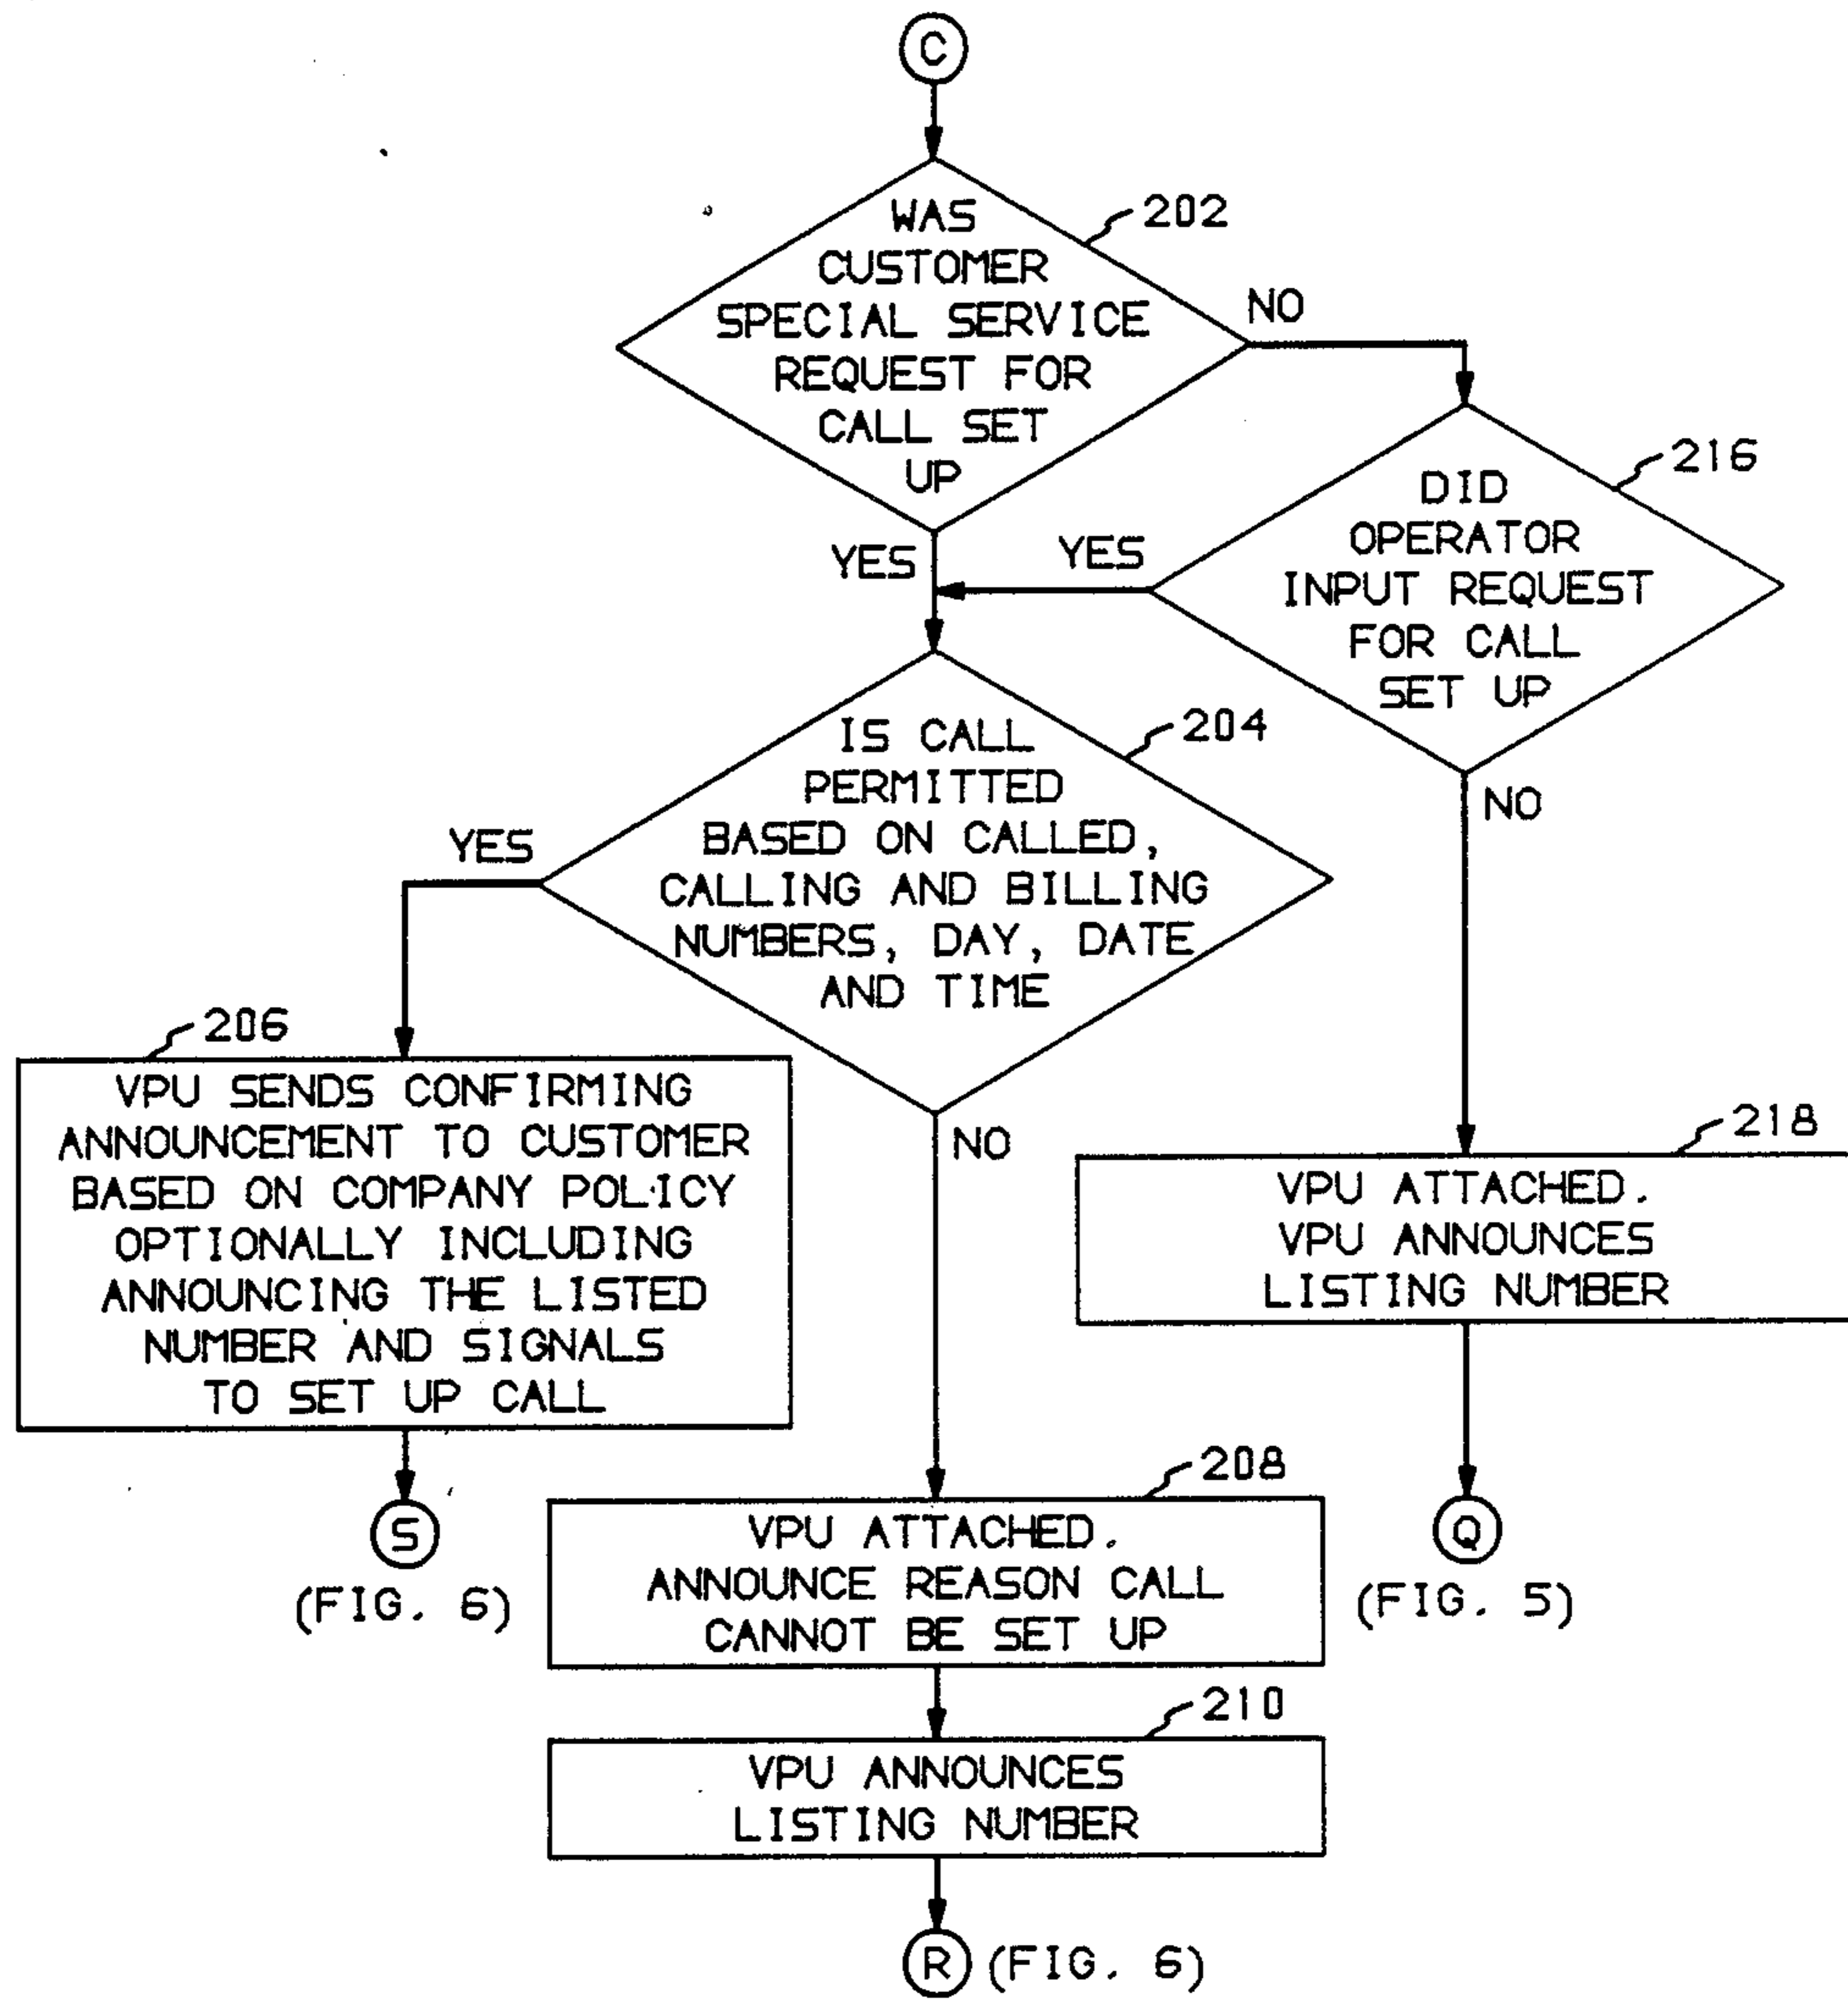 C
202
WAS
CUSTOMER
SPECIAL SERVICE
REQUEST FOR
CALL SET
UP
NO
YES
216
DID
OPERATOR
INPUT REQUEST
FOR CALL
SET UP
YES
NO
204
IS CALL
PERMITTED
BASED ON CALLED,
CALLING AND BILLING
NUMBERS, DAY, DATE
AND TIME
YES
NO
206
VPU SENDS CONFIRMING
ANNOUNCEMENT TO CUSTOMER
BASED ON COMPANY POLICY
OPTIONALLY INCLUDING
ANNOUNCING THE LISTED
NUMBER AND SIGNALS
TO SET UP CALL
S
(FIG. 6)
218
VPU ATTACHED.
VPU ANNOUNCES
LISTING NUMBER
Q
(FIG. 5)
208
VPU ATTACHED.
ANNOUNCE REASON CALL
CANNOT BE SET UP
210
VPU ANNOUNCES
LISTING NUMBER
R (FIG. 6)